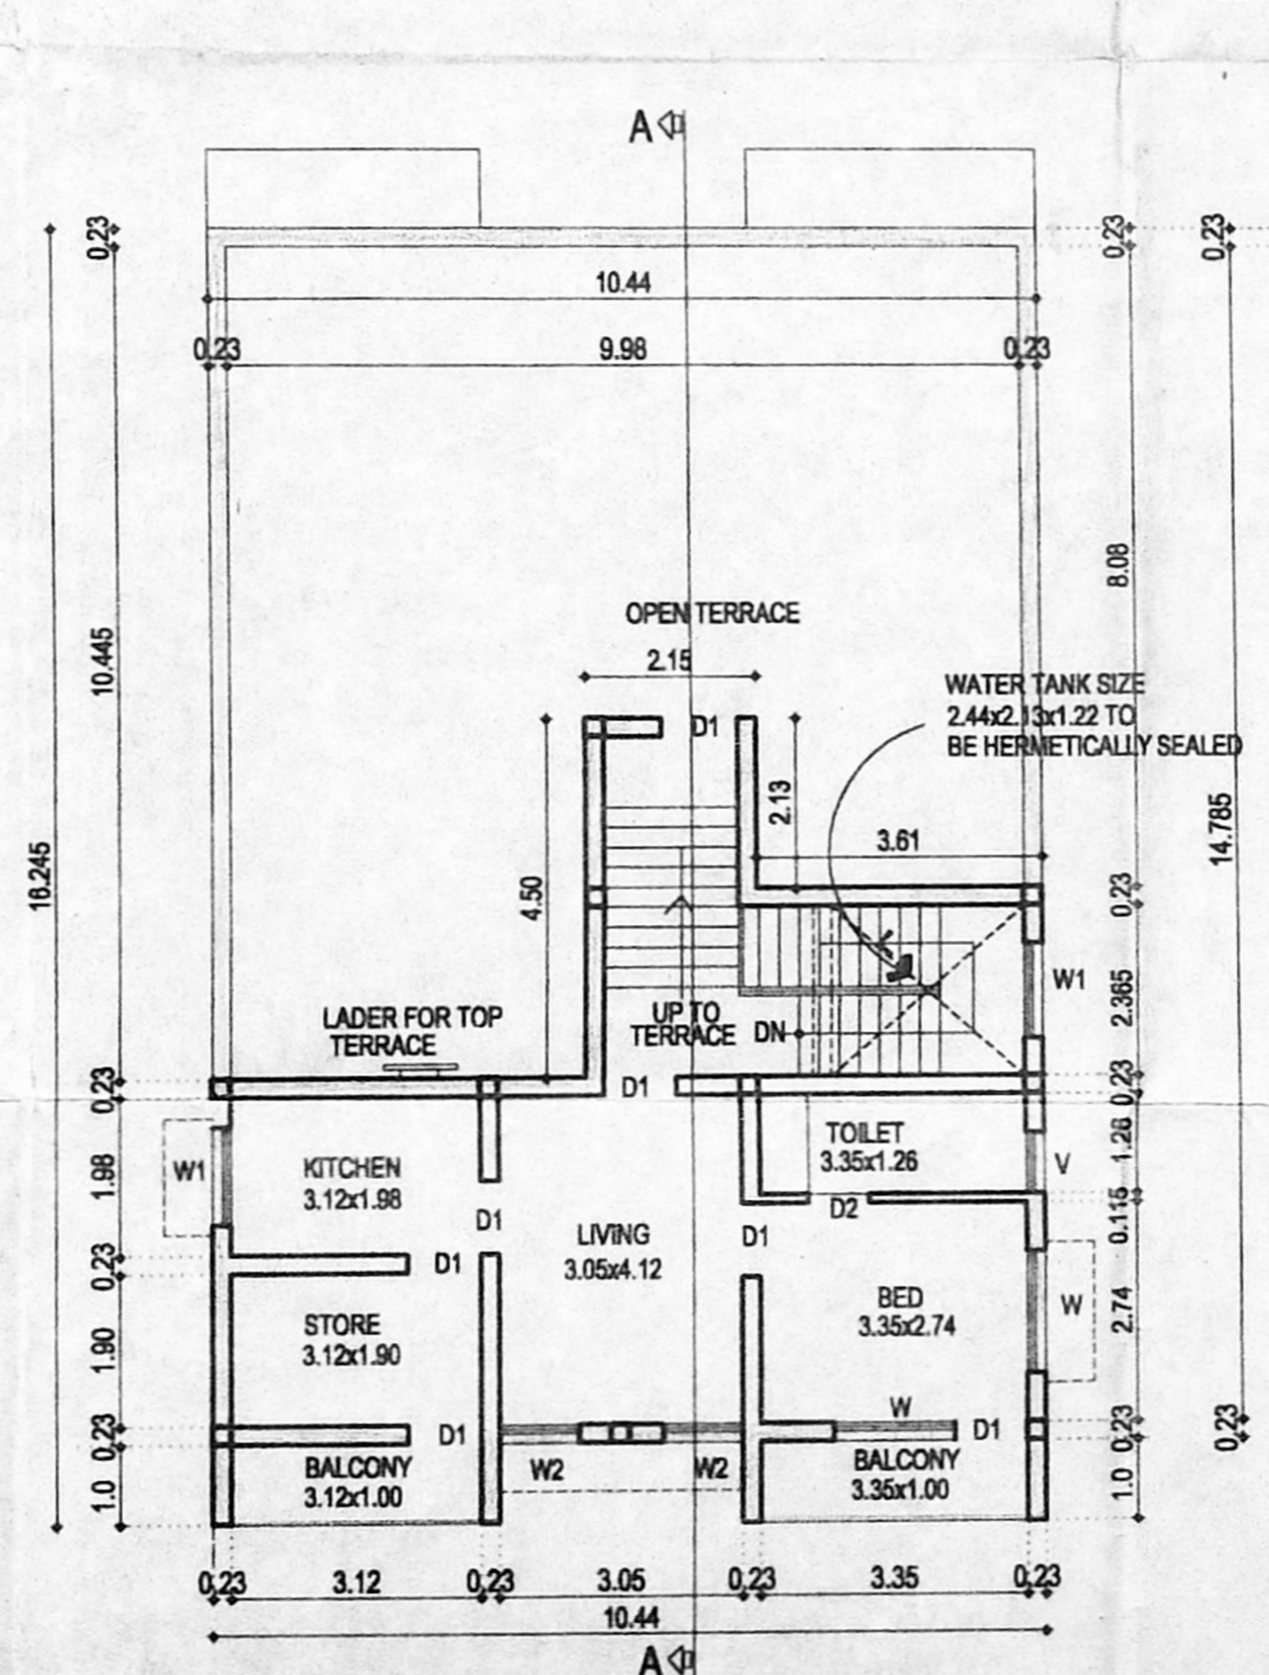 A
0.23
0.23
0.23
10.44
0.23
9.98
0.23
8.08
OPEN TERRACE
2.15
10.445
WATER TANK SIZE
2.44x2.13x1.22 TO
BE HERMETICALLY SEALED
D1
2.13
3.61
14.785
16.245
4.50
0.23
W1
2.365
LADER FOR TOP
TERRACE
UP TO
TERRACE
DN
0.23
D1
0.23
TOILET
3.35x1.26
1.26
V
W1
KITCHEN
3.12x1.98
1.98
D1
D2
0.115
LIVING
3.05x4.12
D1
0.23
D1
BED
3.35x2.74
W
2.74
STORE
3.12x1.90
1.90
W
0.23
D1
D1
0.23
0.23
BALCONY
3.12x1.00
W2
W2
BALCONY
3.35x1.00
1.0
1.0
0.23
3.12
0.23
3.05
0.23
3.35
0.23
10.44
A